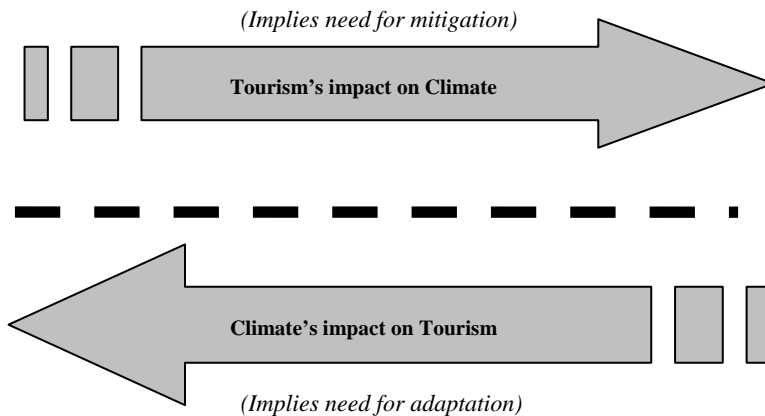 (Implies need for mitigation)
Tourism’s impact on Climate
Climate’s impact on Tourism
(Implies need for adaptation)